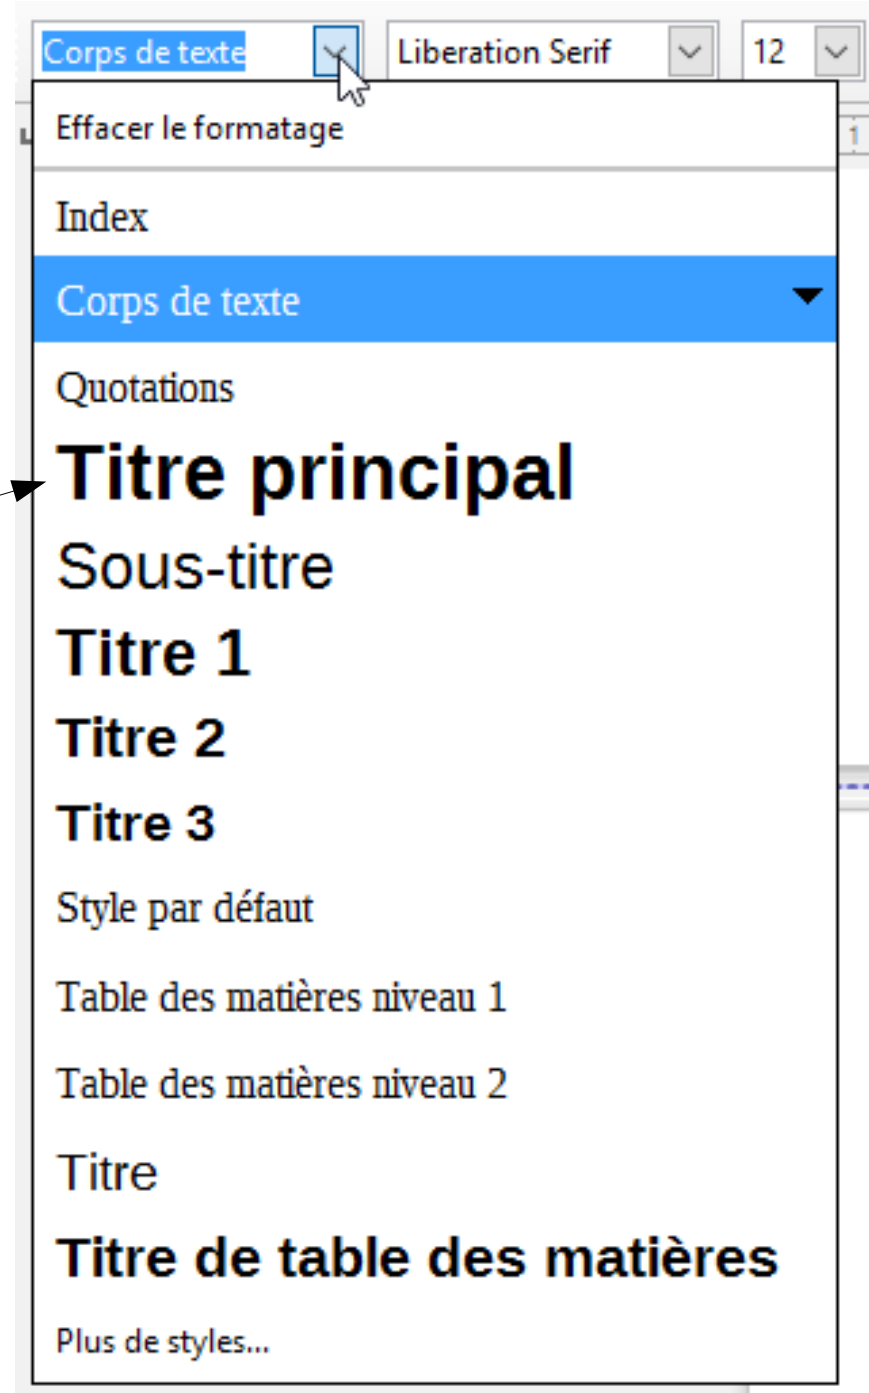 Corps de texte Liberation Serif 12
Effacer le formatage 1
Index
Corps de texte
Quotations
Titre principal
Sous-titre
Titre 1
Titre 2
Titre 3
Style par défaut
Table des matières niveau 1
Table des matières niveau 2
Titre
Titre de table des matières
Plus de styles...